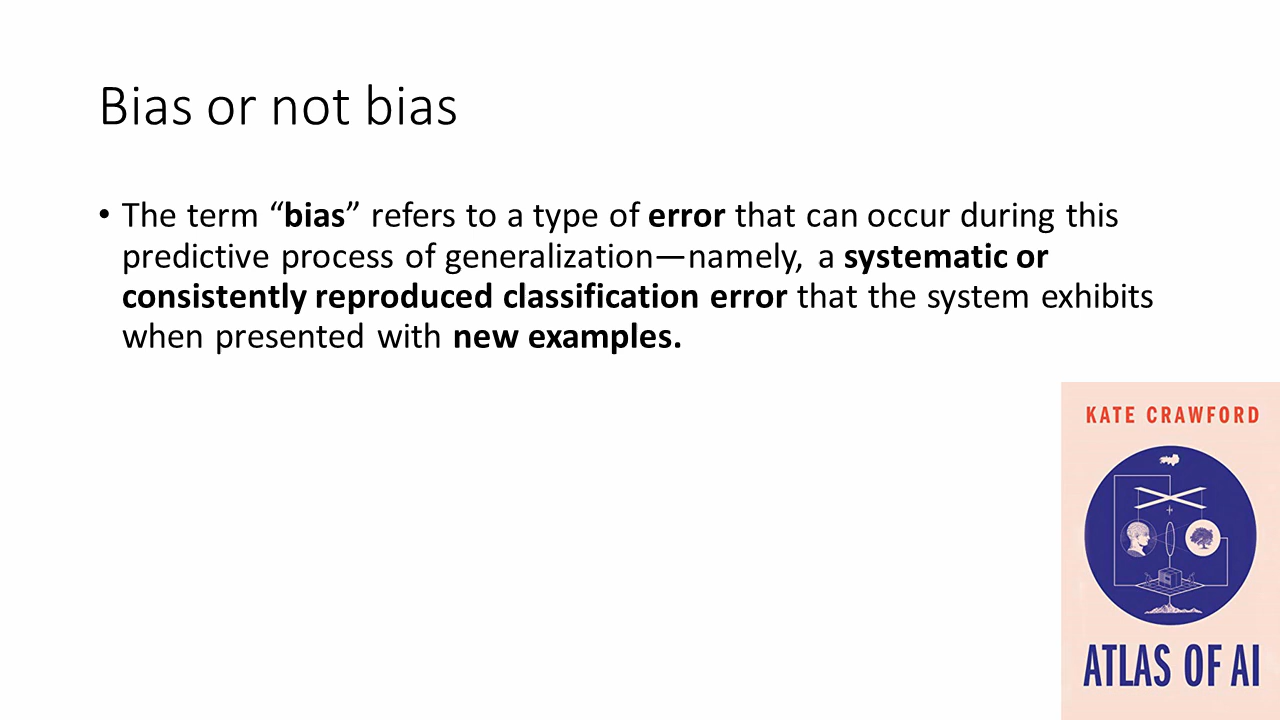 Bias or not bias
• The term “bias” refers to a type of error that can occur during this
predictive process of generalization—namely, a systematic or
consistently reproduced classification error that the system exhibits
when presented with new examples.
KATE CRAWFORD
ATLAS OF AI